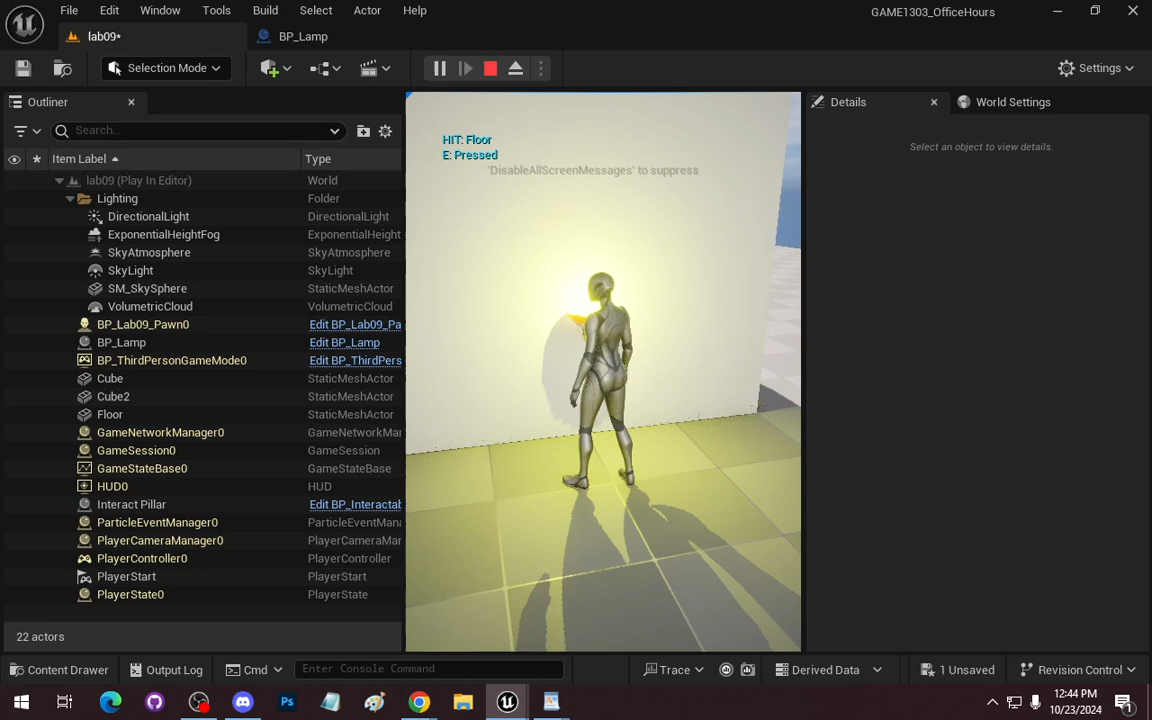 File Edit Window Tools Build Select Actor Help GAME1303_OfficeHours
lab09* BP_Lamp
Selection Mode Settings
Outliner Details World Settings
Search... Select an object to view details.
Item Label Type
lab09 (Play In Editor) World
Lighting Folder
DirectionalLight DirectionalLight
ExponentialHeightFog ExponentialHeight
SkyAtmosphere SkyAtmosphere
SkyLight SkyLight
SM_SkySphere StaticMeshActor
VolumetricCloud VolumetricCloud
BP_Lab09_Pawn0 Edit BP_Lab09_Pa
BP_Lamp Edit BP_Lamp
BP_ThirdPersonGameMode0 Edit BP_ThirdPers
Cube StaticMeshActor
Cube2 StaticMeshActor
Floor StaticMeshActor
GameNetworkManager0 GameNetworkMan
GameSession0 GameSession
GameStateBase0 GameStateBase
HUD0 HUD
Interact Pillar Edit BP_Interactab
ParticleEventManager0 ParticleEventMana
PlayerCameraManager0 PlayerCameraMan
PlayerController0 PlayerController
PlayerStart PlayerStart
PlayerState0 PlayerState
22 actors
HIT: Floor
E: Pressed
'DisableAllScreenMessages' to suppress
Content Drawer Output Log Cmd Enter Console Command Trace Derived Data 1 Unsaved Revision Control
12:44 PM
10/23/2024